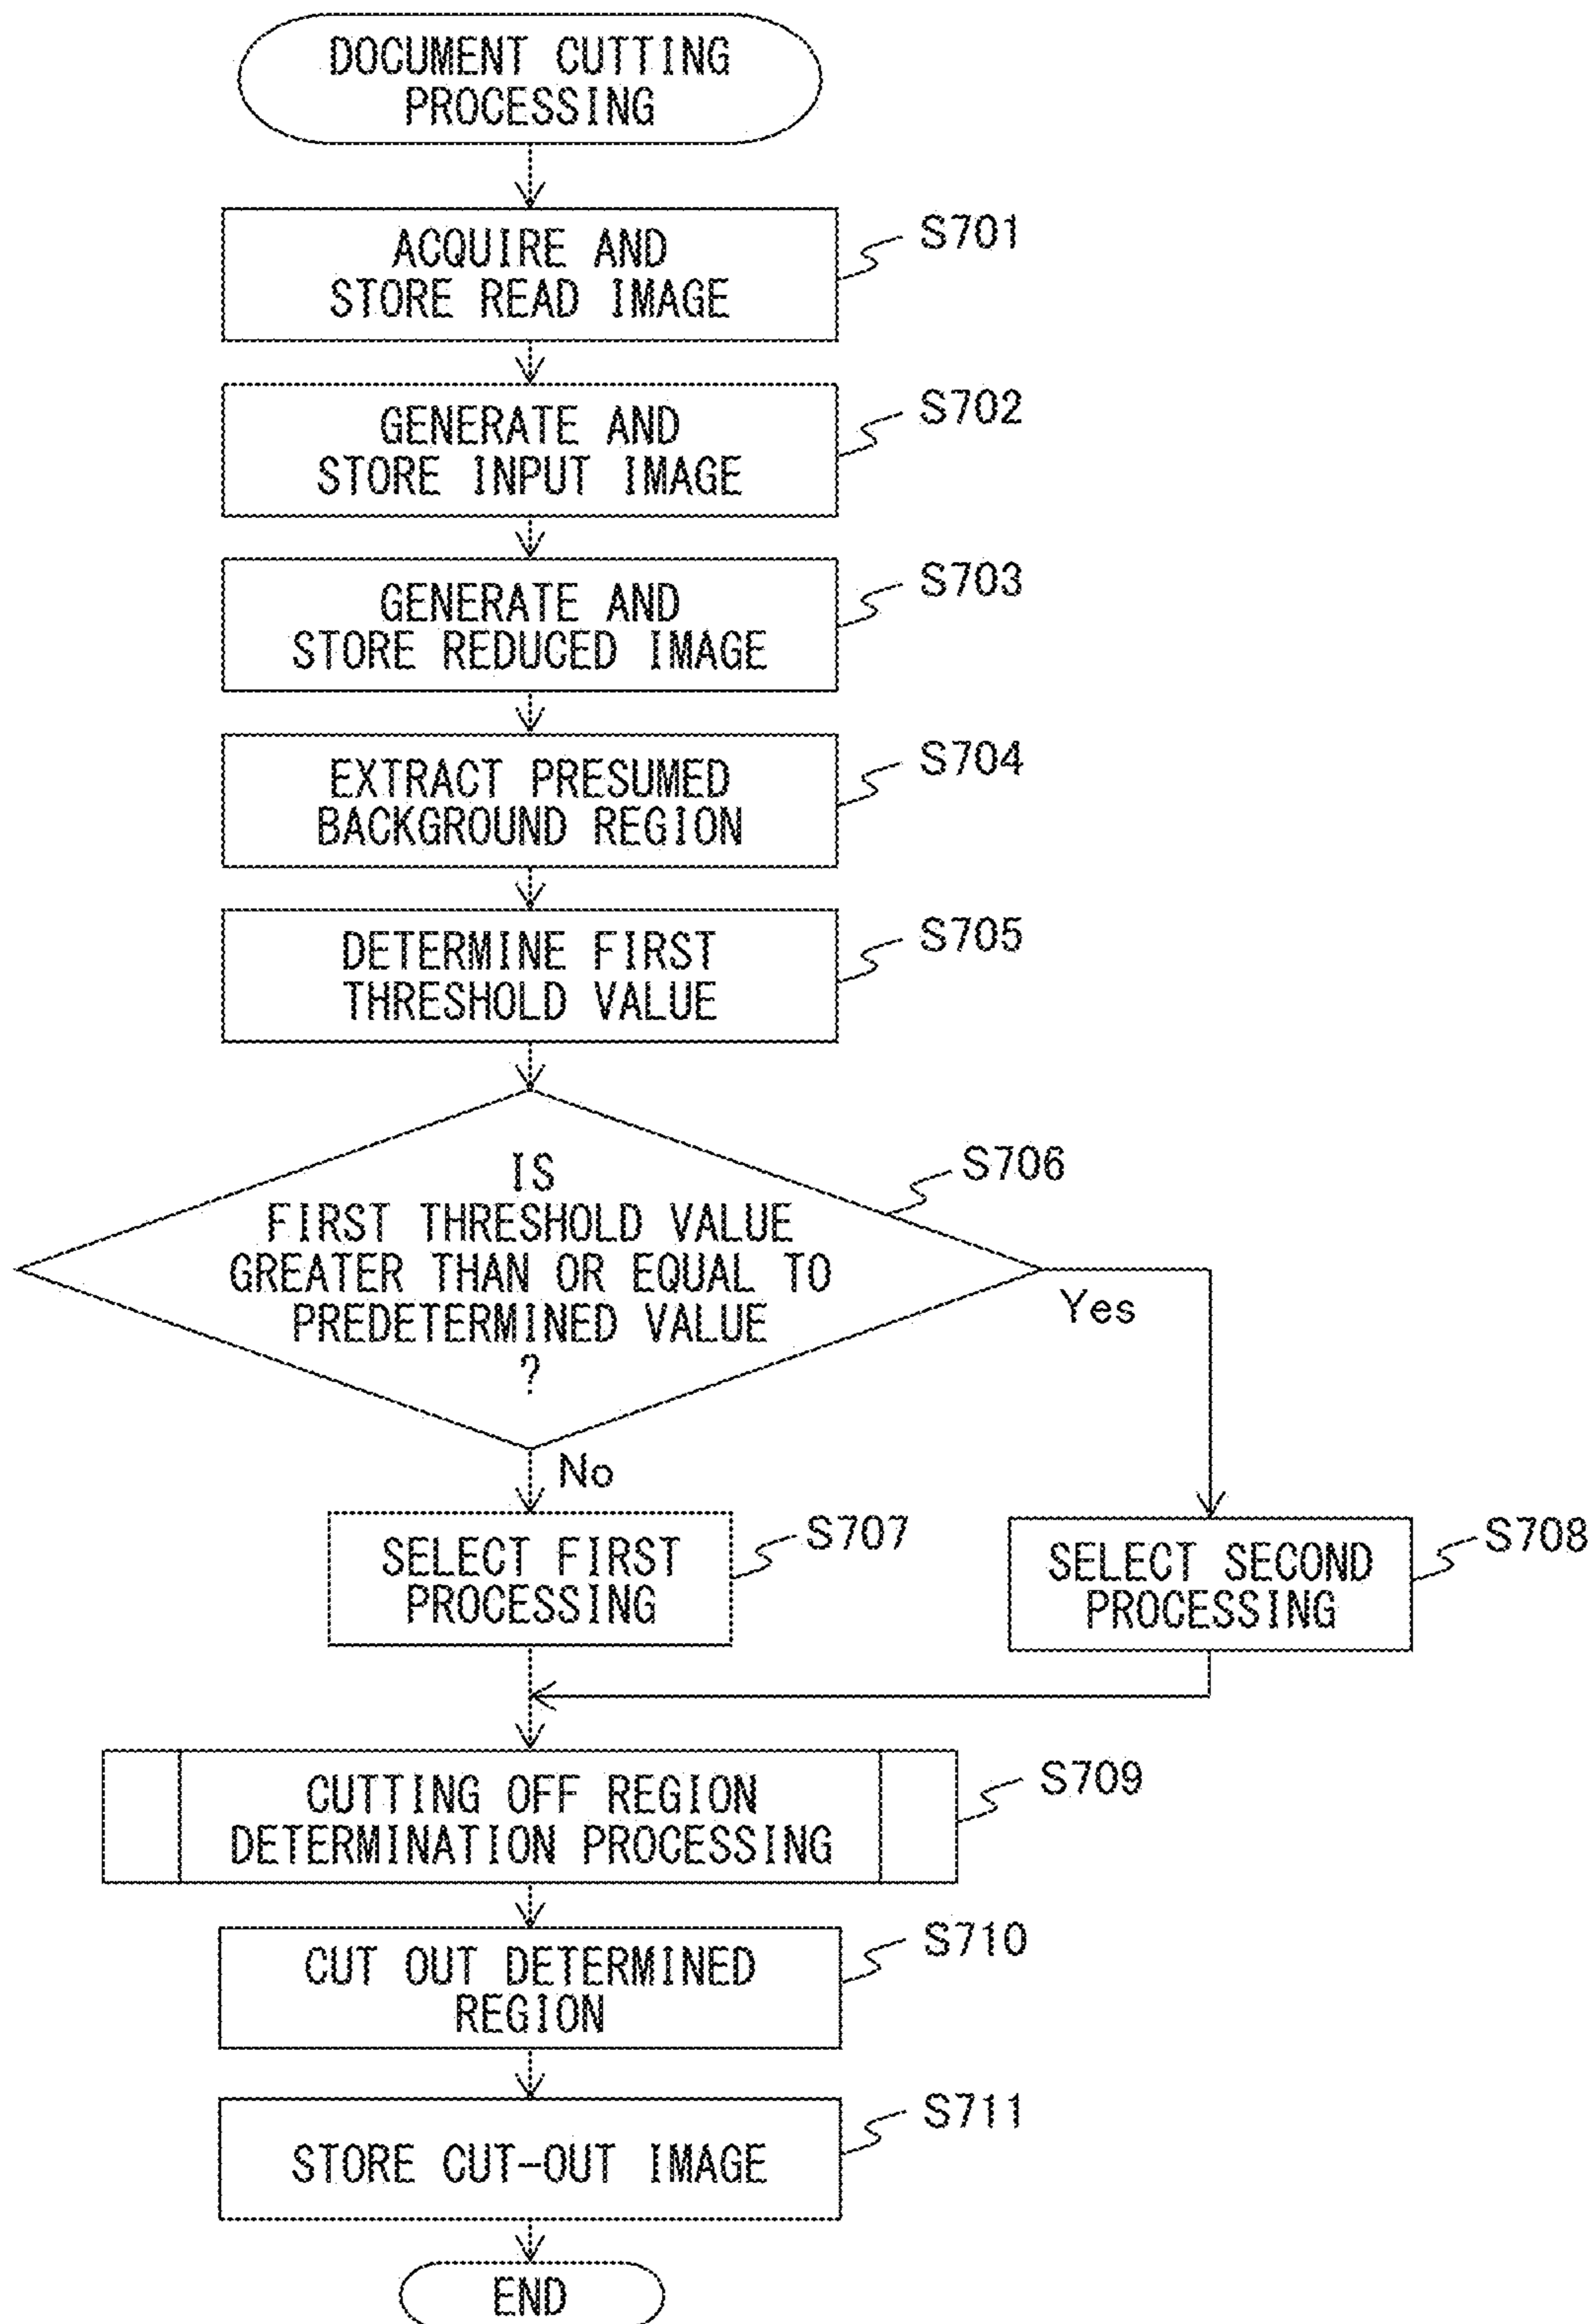 DOCUMENT CUTTING
PROCESSING
ACQUIRE AND
STORE READ IMAGE
S701
GENERATE AND
STORE INPUT IMAGE
S702
GENERATE AND
STORE REDUCED IMAGE
S703
EXTRACT PRESUMED
BACKGROUND REGION
S704
DETERMINE FIRST
THRESHOLD VALUE
S705
IS
FIRST THRESHOLD VALUE
GREATER THAN OR EQUAL TO
PREDETERMINED VALUE
?
S706
Yes
No
SELECT FIRST
PROCESSING
S707
SELECT SECOND
PROCESSING
S708
CUTTING OFF REGION
DETERMINATION PROCESSING
S709
CUT OUT DETERMINED
REGION
S710
STORE CUT-OUT IMAGE
S711
END